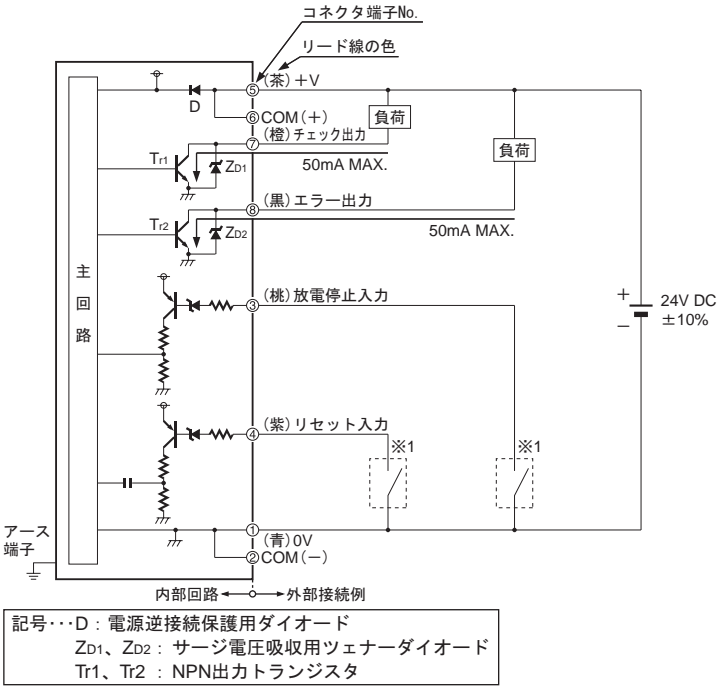 コネクタ端子No.
リード線の色
⑤(茶)+V
D
⑥COM(+)
⑦(橙)チェック出力
負荷
負荷
Tr1
ZD1
50mA MAX.
⑧(黒)エラー出力
Tr2
ZD2
50mA MAX.
主回路
③(桃)放電停止入力
+
−
24V DC
±10%
④(紫)リセット入力
※1
※1
アース
端子
①
(青)0V
②COM(−)
内部回路
外部接続例
記号･･･D:電源逆接続保護用ダイオード
ZD1、ZD2:サージ電圧吸収用ツェナーダイオード
Tr1、Tr2:NPN出力トランジスタ